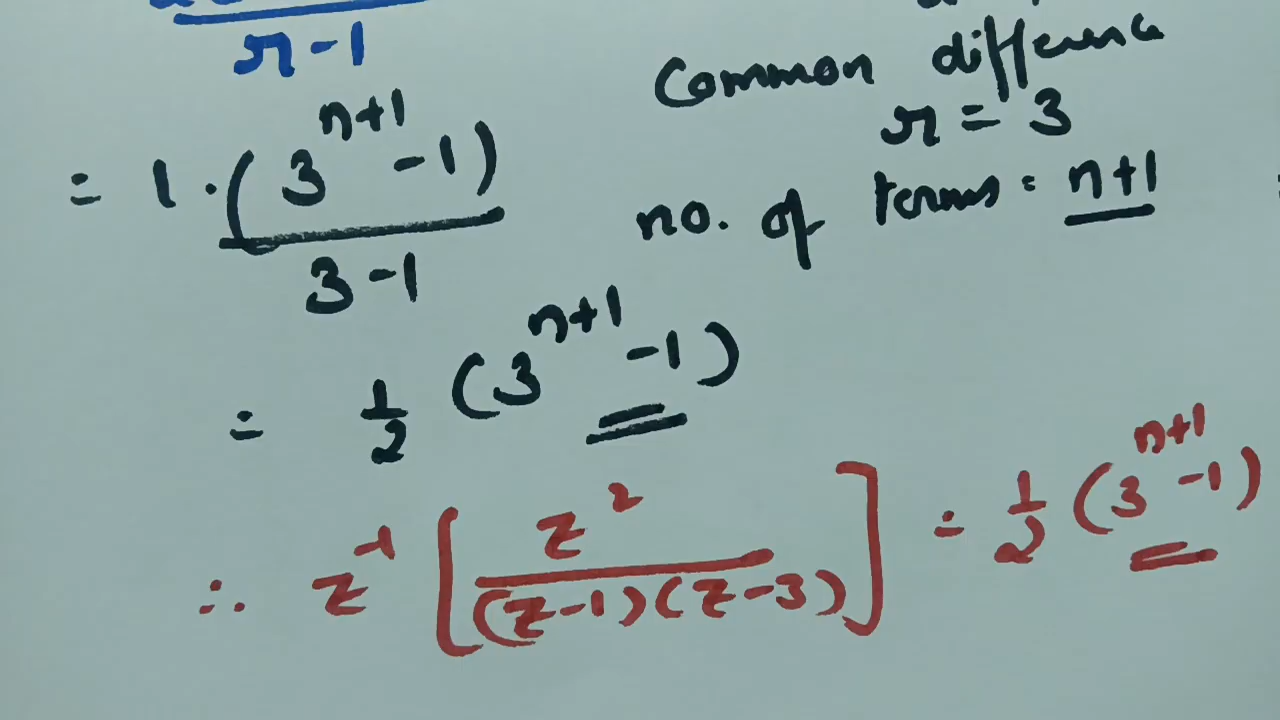 r-1
Common difference
r = 3
= 1·(3^{n+1} -1)
3-1
no. of terms = n+1
= 1/2 (3^{n+1} -1)
∴ z^{-1} [ z^2 / (z-1)(z-3) ] = 1/2 (3^{n+1} -1)